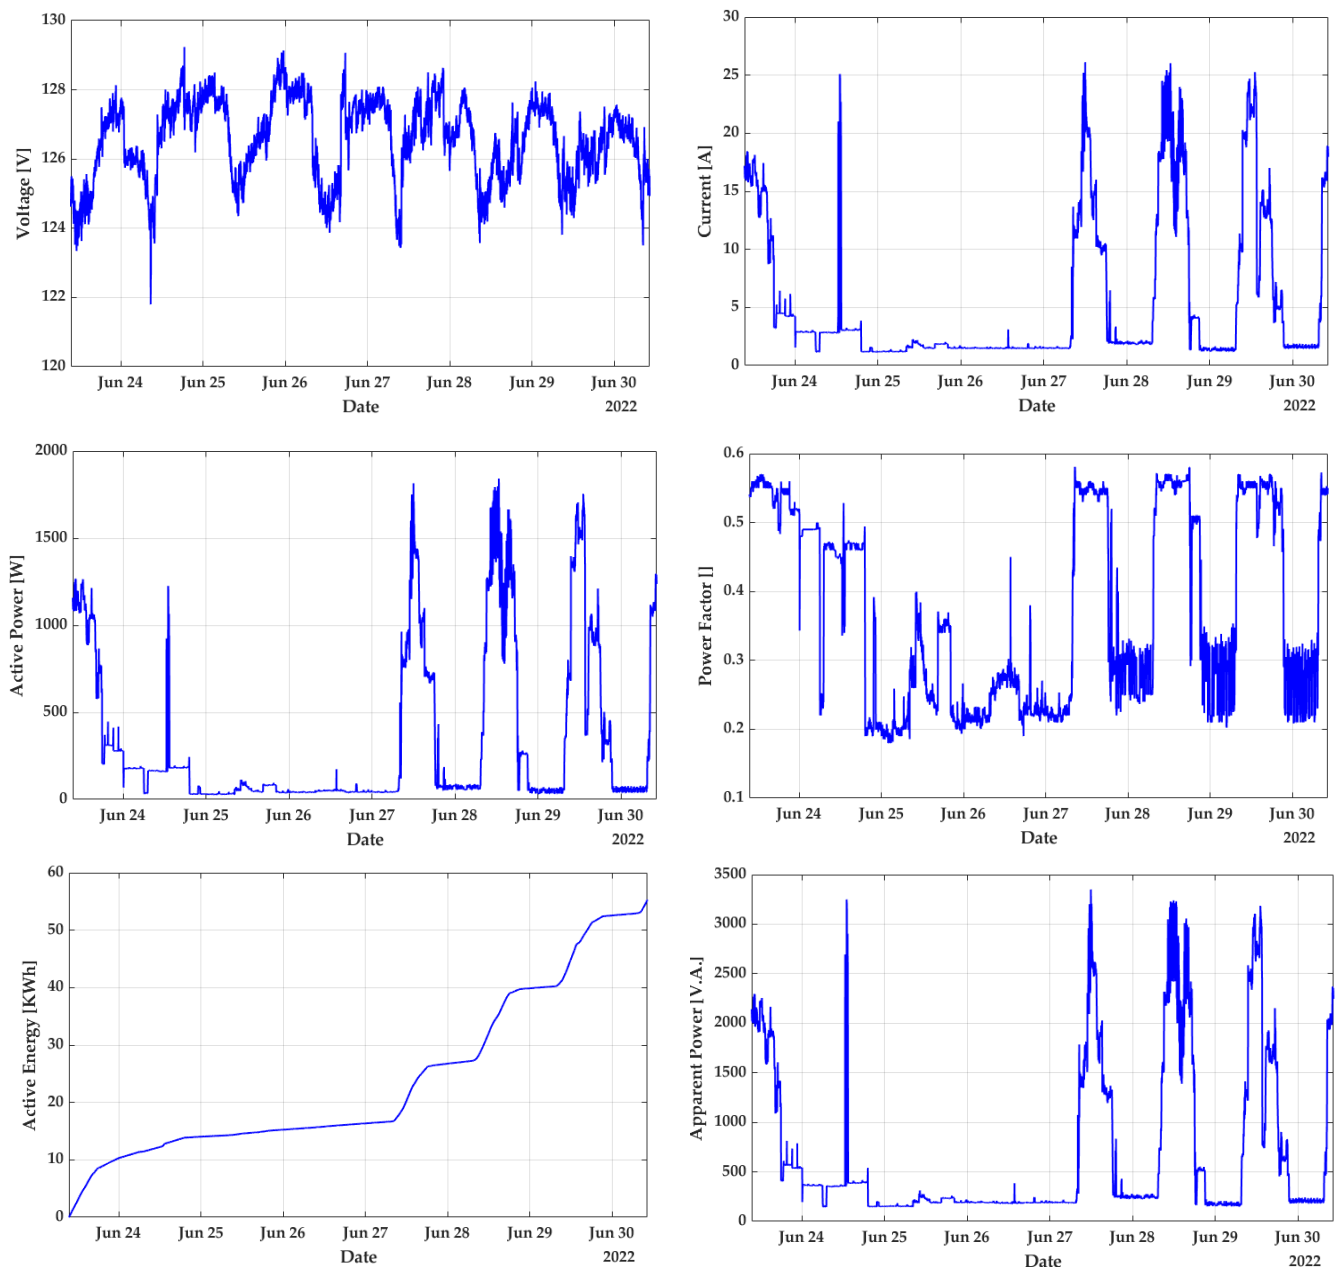 130
128
126
124
122
120
Voltage [V]
Jun 24 Jun 25 Jun 26 Jun 27 Jun 28 Jun 29 Jun 30
Date
2022
30
25
20
15
10
5
0
Current [A]
Jun 24 Jun 25 Jun 26 Jun 27 Jun 28 Jun 29 Jun 30
Date
2022
2000
1500
1000
500
0
Active Power [W]
Jun 24 Jun 25 Jun 26 Jun 27 Jun 28 Jun 29 Jun 30
Date
2022
0.6
0.5
0.4
0.3
0.2
0.1
Power Factor []
Jun 24 Jun 25 Jun 26 Jun 27 Jun 28 Jun 29 Jun 30
Date
2022
60
50
40
30
20
10
0
Active Energy [KWh]
Jun 24 Jun 25 Jun 26 Jun 27 Jun 28 Jun 29 Jun 30
Date
2022
3500
3000
2500
2000
1500
1000
500
0
Apparent Power [V.A.]
Jun 24 Jun 25 Jun 26 Jun 27 Jun 28 Jun 29 Jun 30
Date
2022